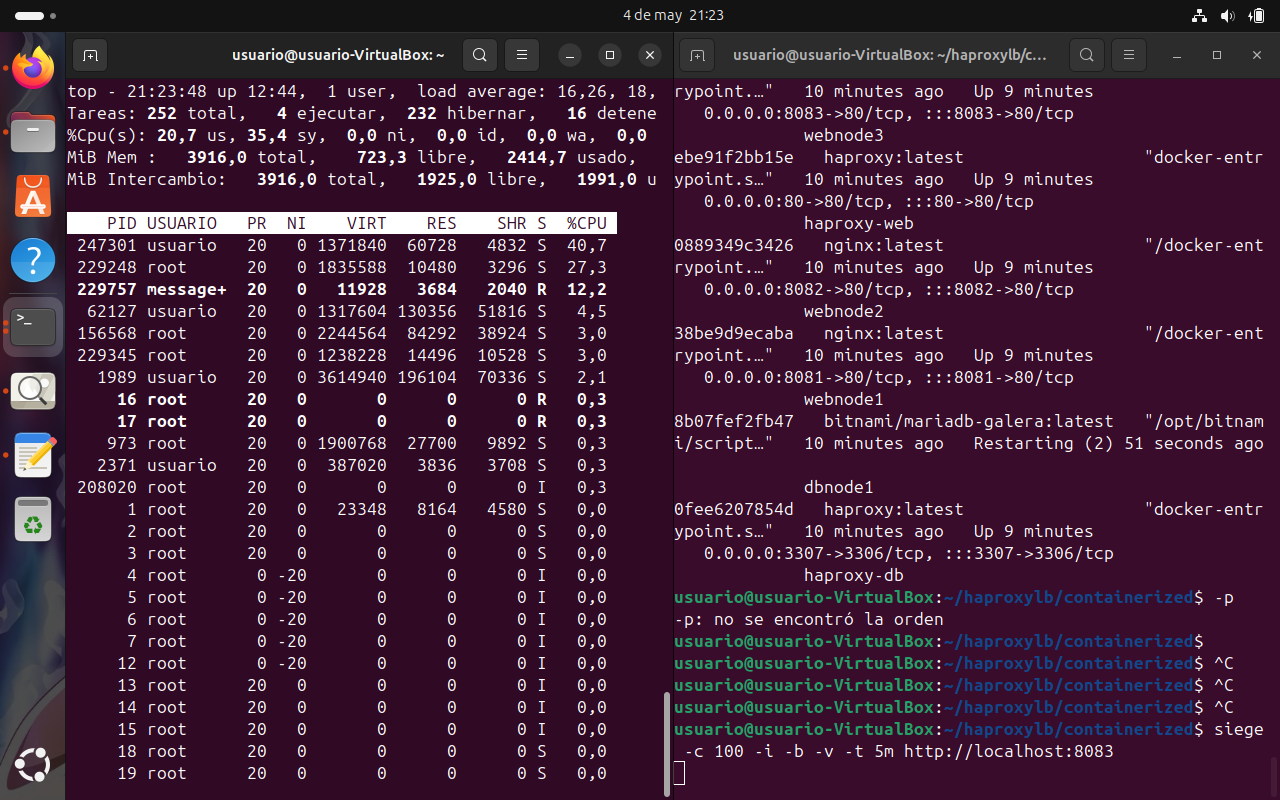 4 de may 21:23
usuario@usuario-VirtualBox: ~
top - 21:23:48 up 12:44, 1 user, load average: 16,26, 18,
Tareas: 252 total, 4 ejecutar, 232 hibernar, 16 detene
%Cpu(s): 20,7 us, 35,4 sy, 0,0 ni, 0,0 id, 0,0 wa, 0,0
MiB Mem : 3916,0 total, 723,3 libre, 2414,7 usado,
MiB Intercambio: 3916,0 total, 1925,0 libre, 1991,0 u
PID USUARIO PR NI VIRT RES SHR S %CPU
247301 usuario 20 0 1371840 60728 4832 S 40,7
229248 root 20 0 1835588 10480 3296 S 27,3
229757 message+ 20 0 11928 3684 2040 R 12,2
62127 usuario 20 0 1317604 130356 51816 S 4,5
156568 root 20 0 2244564 84292 38924 S 3,0
229345 root 20 0 1238228 14496 10528 S 3,0
1989 usuario 20 0 3614940 196104 70336 S 2,1
16 root 20 0 0 0 0 R 0,3
17 root 20 0 0 0 0 R 0,3
973 root 20 0 1900768 27700 9892 S 0,3
2371 usuario 20 0 387020 3836 3708 S 0,3
208020 root 20 0 0 0 0 I 0,3
1 root 20 0 23348 8164 4580 S 0,0
2 root 20 0 0 0 0 S 0,0
3 root 20 0 0 0 0 S 0,0
4 root 0 -20 0 0 0 I 0,0
5 root 0 -20 0 0 0 I 0,0
6 root 0 -20 0 0 0 I 0,0
7 root 0 -20 0 0 0 I 0,0
12 root 0 -20 0 0 0 I 0,0
13 root 20 0 0 0 0 I 0,0
14 root 20 0 0 0 0 I 0,0
15 root 20 0 0 0 0 I 0,0
18 root 20 0 0 0 0 S 0,0
19 root 20 0 0 0 0 S 0,0
usuario@usuario-VirtualBox: ~/haproxylb/c…
rypoint.…" 10 minutes ago Up 9 minutes
0.0.0.0:8083->80/tcp, :::8083->80/tcp
webnode3
ebe91f2bb15e haproxy:latest "docker-entr
ypoint.s…" 10 minutes ago Up 9 minutes
0.0.0.0:80->80/tcp, :::80->80/tcp
haproxy-web
0889349c3426 nginx:latest "/docker-ent
rypoint.…" 10 minutes ago Up 9 minutes
0.0.0.0:8082->80/tcp, :::8082->80/tcp
webnode2
38be9d9ecaba nginx:latest "/docker-ent
rypoint.…" 10 minutes ago Up 9 minutes
0.0.0.0:8081->80/tcp, :::8081->80/tcp
webnode1
8b07fef2fb47 bitnami/mariadb-galera:latest "/opt/bitnam
i/script…" 10 minutes ago Restarting (2) 51 seconds ago
dbnode1
0fee6207854d haproxy:latest "docker-entr
ypoint.s…" 10 minutes ago Up 9 minutes
0.0.0.0:3307->3306/tcp, :::3307->3306/tcp
haproxy-db
usuario@usuario-VirtualBox:~/haproxylb/containerized$ -p
-p: no se encontró la orden
usuario@usuario-VirtualBox:~/haproxylb/containerized$
usuario@usuario-VirtualBox:~/haproxylb/containerized$ ^C
usuario@usuario-VirtualBox:~/haproxylb/containerized$ ^C
usuario@usuario-VirtualBox:~/haproxylb/containerized$ ^C
usuario@usuario-VirtualBox:~/haproxylb/containerized$ siege
-c 100 -i -b -v -t 5m http://localhost:8083